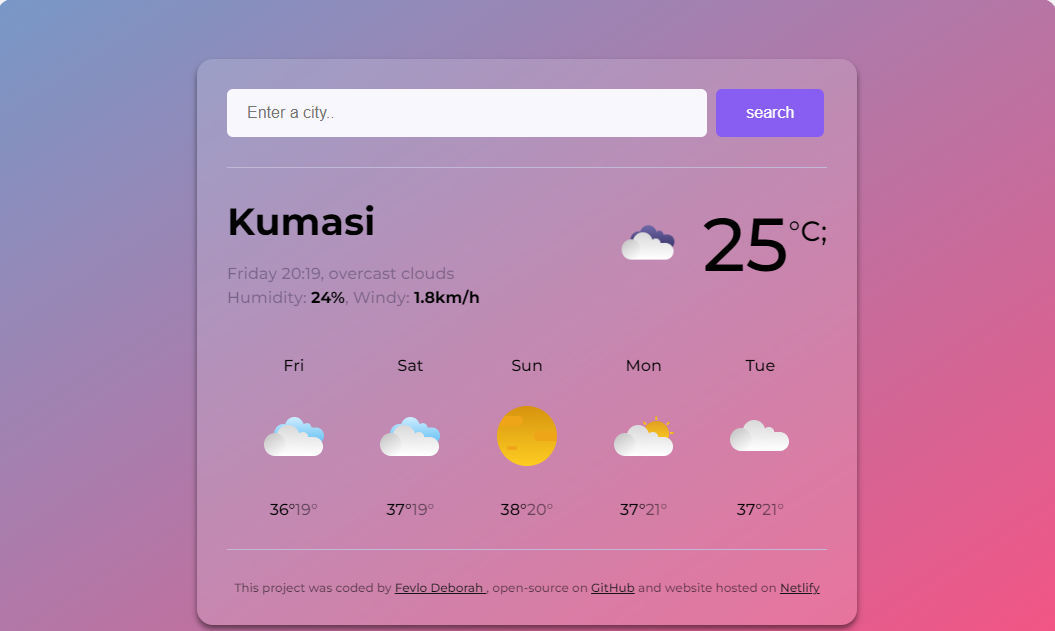 Enter a city..
search
Kumasi
25°C;
Friday 20:19, overcast clouds
Humidity: 24%, Windy: 1.8km/h
Fri Sat Sun Mon Tue
36°19° 37°19° 38°20° 37°21° 37°21°
This project was coded by Fevlo Deborah , open-source on GitHub and website hosted on Netlify